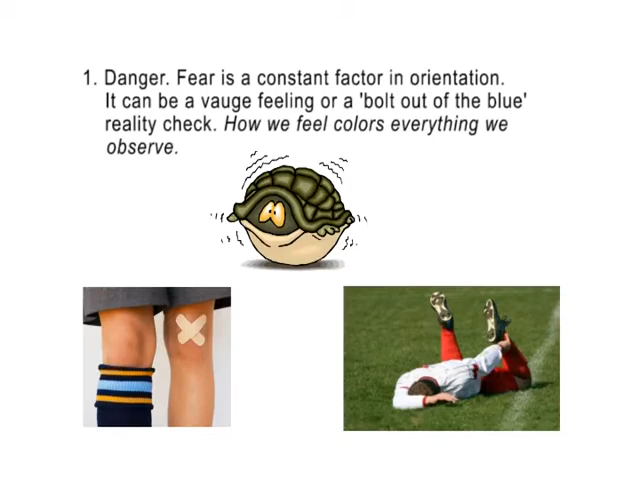 1. Danger. Fear is a constant factor in orientation.
It can be a vauge feeling or a 'bolt out of the blue'
reality check. How we feel colors everything we
observe.